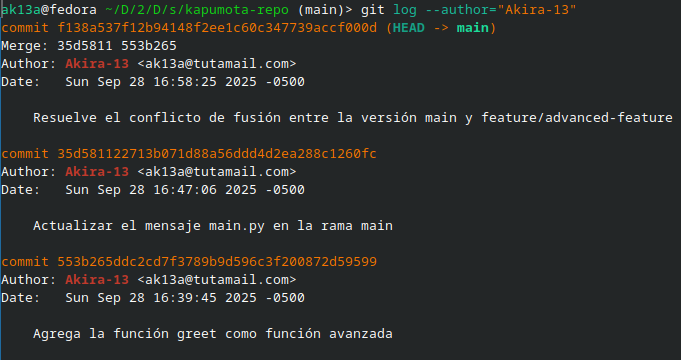 ak13a@fedora ~/D/2/D/s/kapumota-repo (main)> git log --author="Akira-13"
commit f138a537f12b94148f2ee1c60c347739accf000d (HEAD -> main)
Merge: 35d5811 553b265
Author: Akira-13 <ak13a@tutamail.com>
Date:   Sun Sep 28 16:58:25 2025 -0500
Resuelve el conflicto de fusión entre la versión main y feature/advanced-feature
commit 35d581122713b071d88a56ddd4d2ea288c1260fc
Author: Akira-13 <ak13a@tutamail.com>
Date:   Sun Sep 28 16:47:06 2025 -0500
Actualizar el mensaje main.py en la rama main
commit 553b265ddc2cd7f3789b9d596c3f200872d59599
Author: Akira-13 <ak13a@tutamail.com>
Date:   Sun Sep 28 16:39:45 2025 -0500
Agrega la función greet como función avanzada